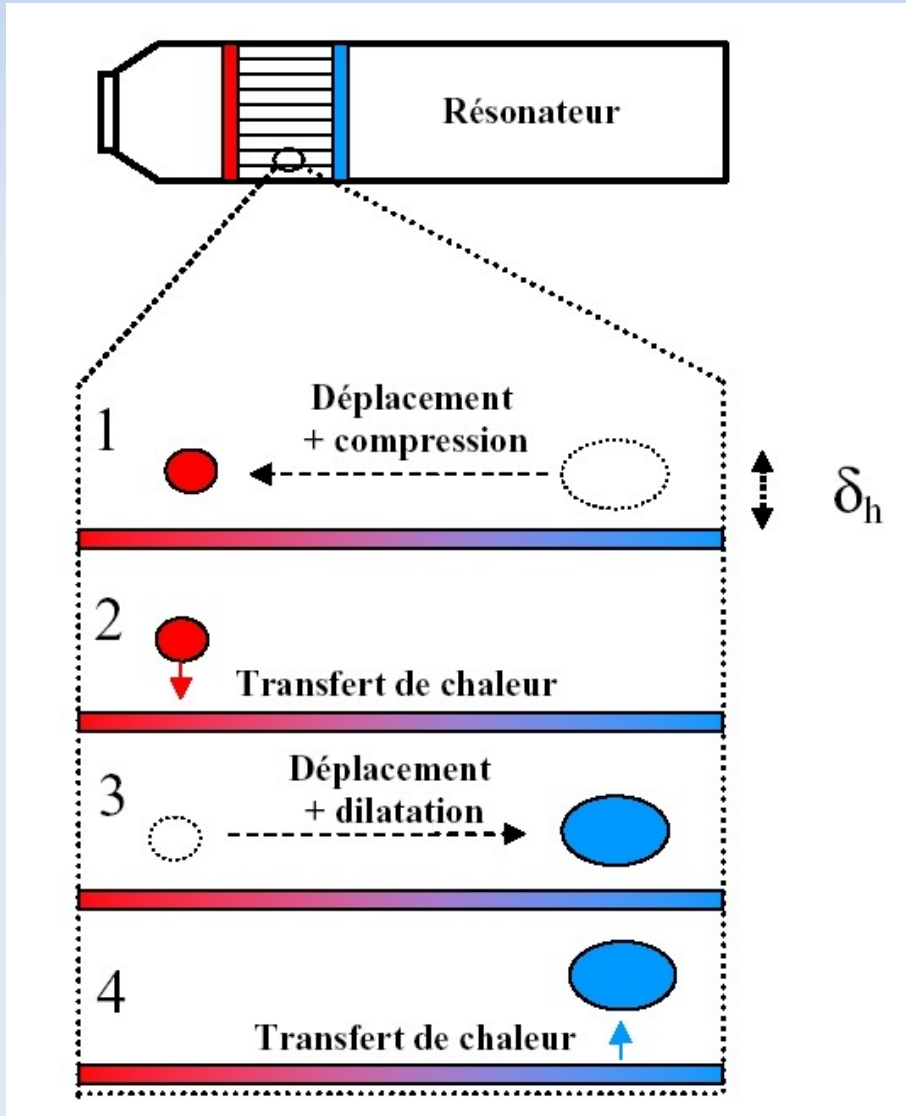 Résonateur
1
Déplacement
+ compression
δh
2
Transfert de chaleur
3
Déplacement
+ dilatation
4
Transfert de chaleur